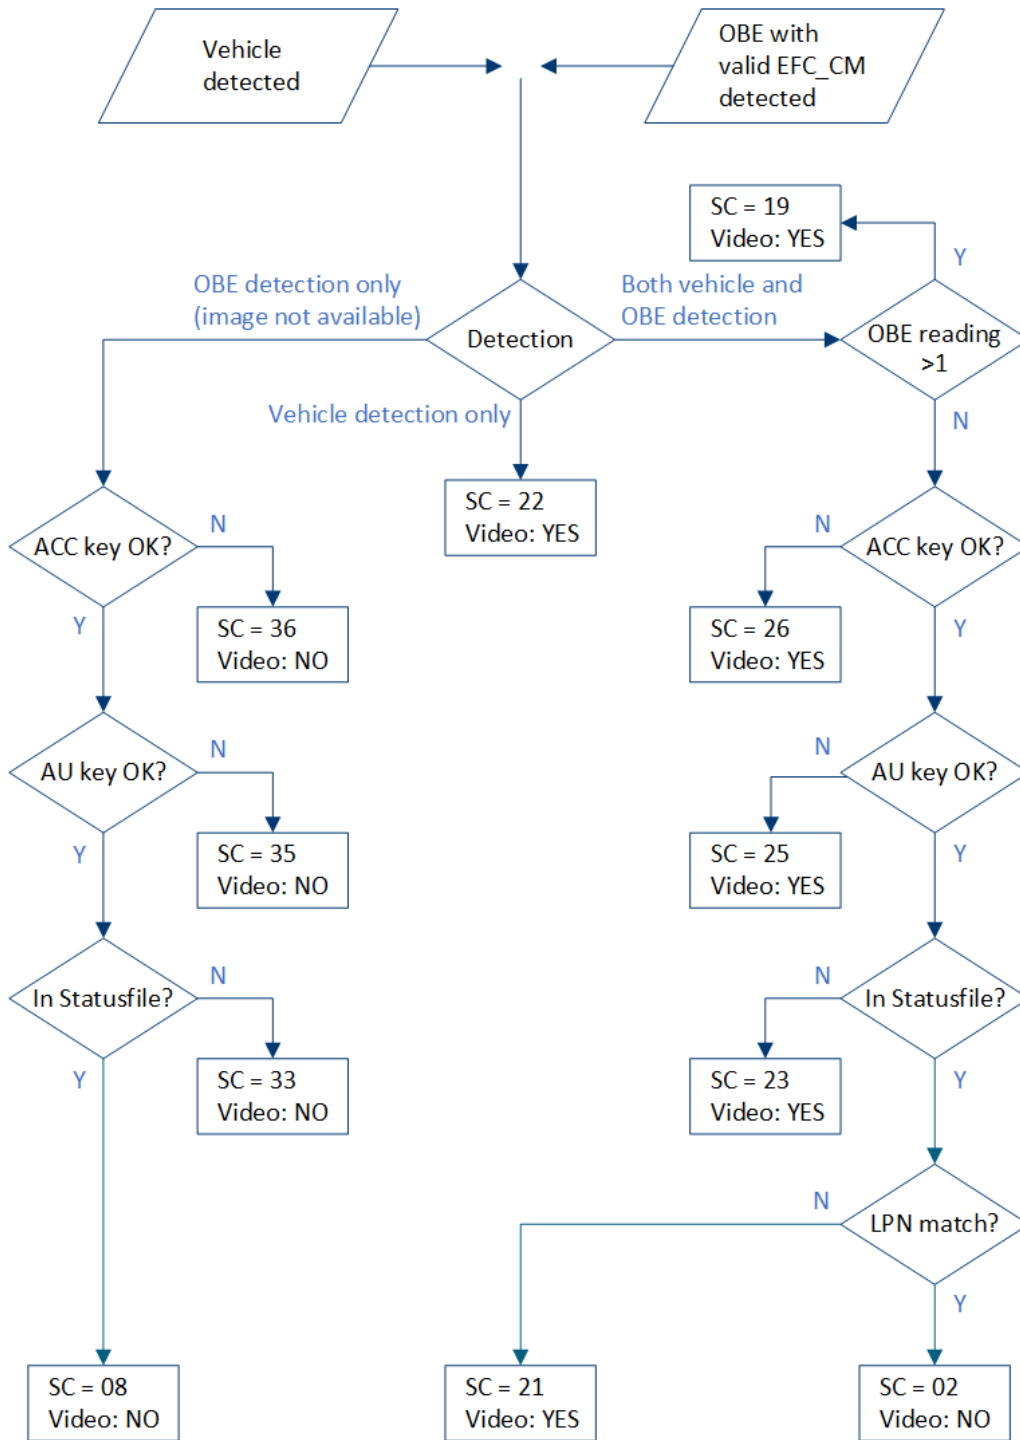 Vehicle
detected
OBE with
valid EFC_CM
detected
SC = 19
Video: YES
Y
OBE detection only
(image not available)
Both vehicle and
OBE detection
Detection
OBE reading
>1
Vehicle detection only
N
SC = 22
Video: YES
ACC key OK?
N
Y
SC = 36
Video: NO
N
ACC key OK?
Y
SC = 26
Video: YES
AU key OK?
N
Y
SC = 35
Video: NO
N
AU key OK?
Y
SC = 25
Video: YES
In Statusfile?
N
Y
SC = 33
Video: NO
N
In Statusfile?
Y
SC = 23
Video: YES
N
LPN match?
Y
SC = 08
Video: NO
SC = 21
Video: YES
SC = 02
Video: NO